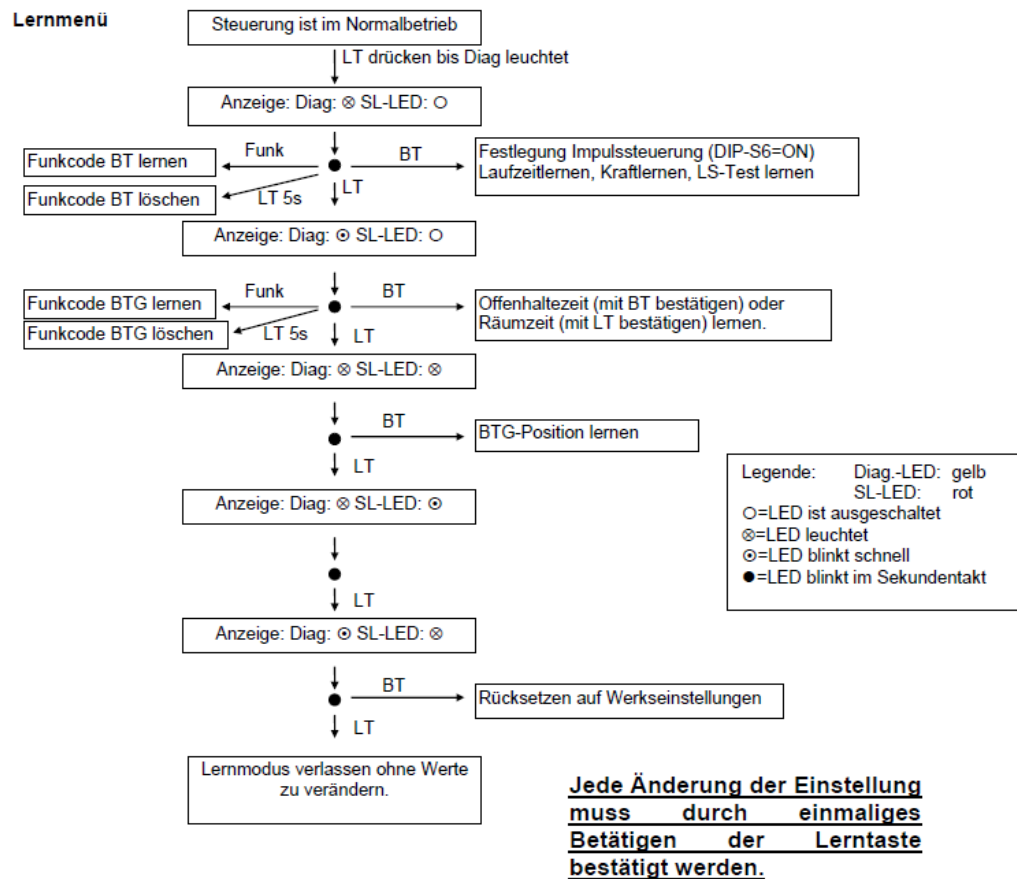 Lernmenü
Steuerung ist im Normalbetrieb
LT drücken bis Diag leuchtet
Anzeige: Diag: ⊗ SL-LED: ○
Funk
BT
Funkcode BT lernen
Festlegung Impulssteuerung (DIP-S6=ON)
Laufzeitlernen, Kraftlernen, LS-Test lernen
LT
Funkcode BT löschen
LT 5s
Anzeige: Diag: ⊙ SL-LED: ○
Funk
BT
Funkcode BTG lernen
Offenhaltezeit (mit BT bestätigen) oder
Räumzeit (mit LT bestätigen) lernen.
Funkcode BTG löschen
LT 5s
LT
Anzeige: Diag: ⊗ SL-LED: ⊗
BT
BTG-Position lernen
LT
Legende: Diag.-LED: gelb
SL-LED: rot
○=LED ist ausgeschaltet
⊗=LED leuchtet
⊙=LED blinkt schnell
●=LED blinkt im Sekundentakt
Anzeige: Diag: ⊗ SL-LED: ⊙
LT
Anzeige: Diag: ⊙ SL-LED: ⊗
BT
Rücksetzen auf Werkseinstellungen
LT
Lernmodus verlassen ohne Werte
zu verändern.
Jede Änderung der Einstellung
muss durch einmaliges
Betätigen der Lerntaste
bestätigt werden.